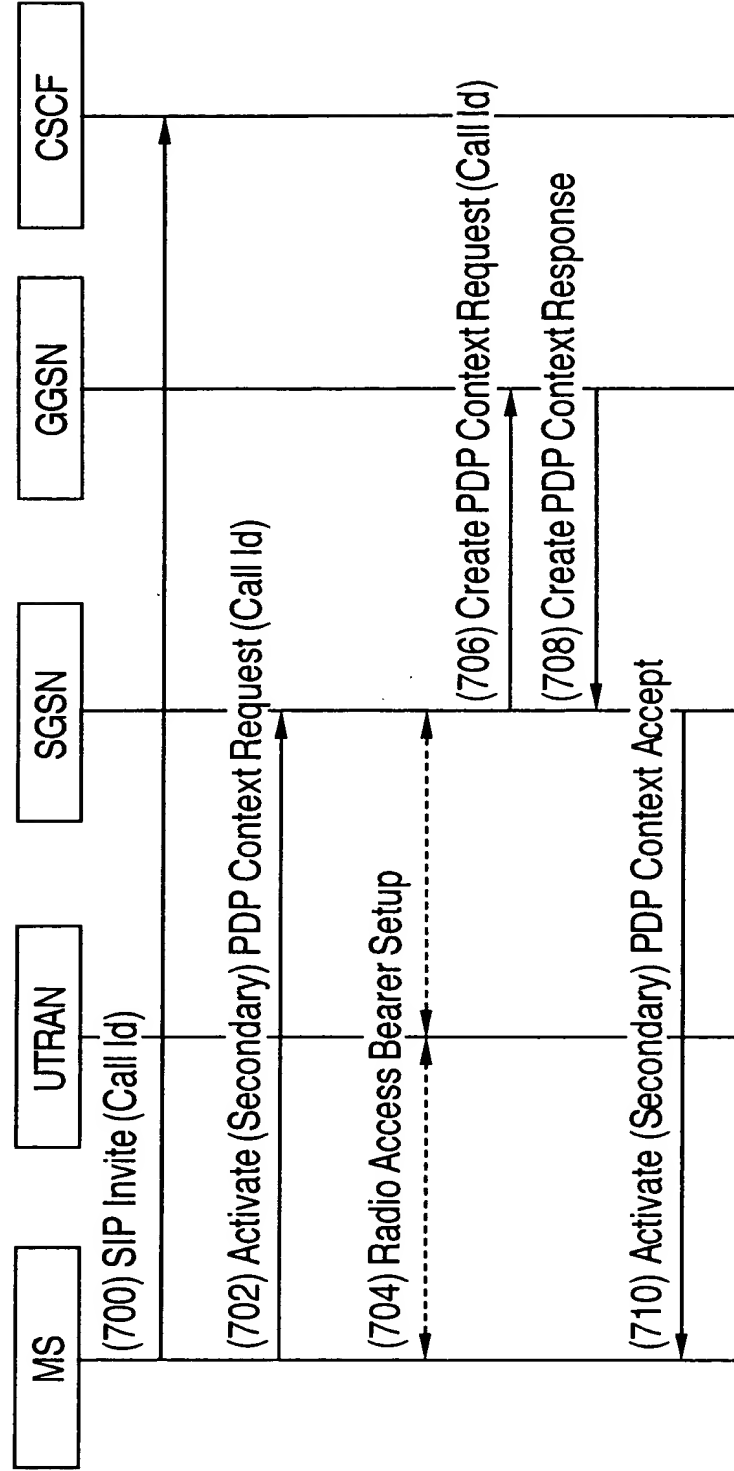 MS
UTRAN
SGSN
GGSN
CSCF
(700) SIP Invite (Call Id)
(702) Activate (Secondary) PDP Context Request (Call Id)
(704) Radio Access Bearer Setup
(706) Create PDP Context Request (Call Id)
(708) Create PDP Context Response
(710) Activate (Secondary) PDP Context Accept